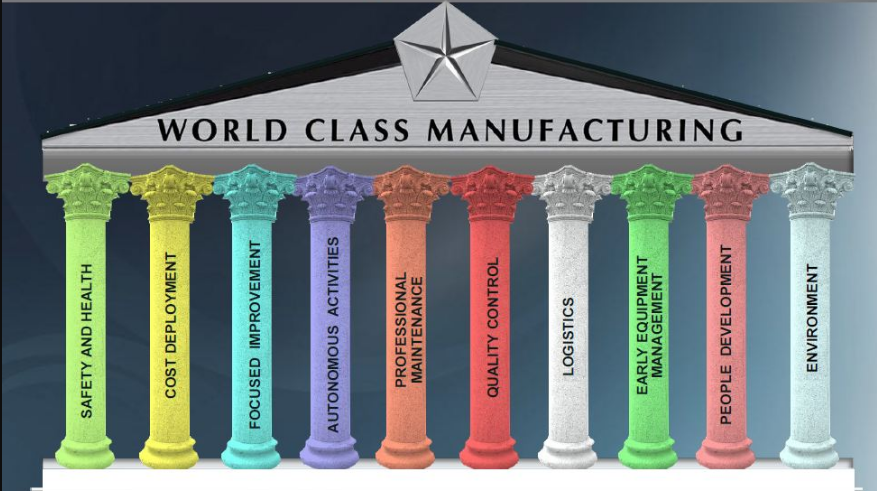 WORLD CLASS MANUFACTURING
SAFETY AND HEALTH
COST DEPLOYMENT
FOCUSED IMPROVEMENT
AUTONOMOUS ACTIVITIES
PROFESSIONAL
MAINTENANCE
QUALITY CONTROL
LOGISTICS
EARLY EQUIPMENT
MANAGEMENT
PEOPLE DEVELOPMENT
ENVIRONMENT